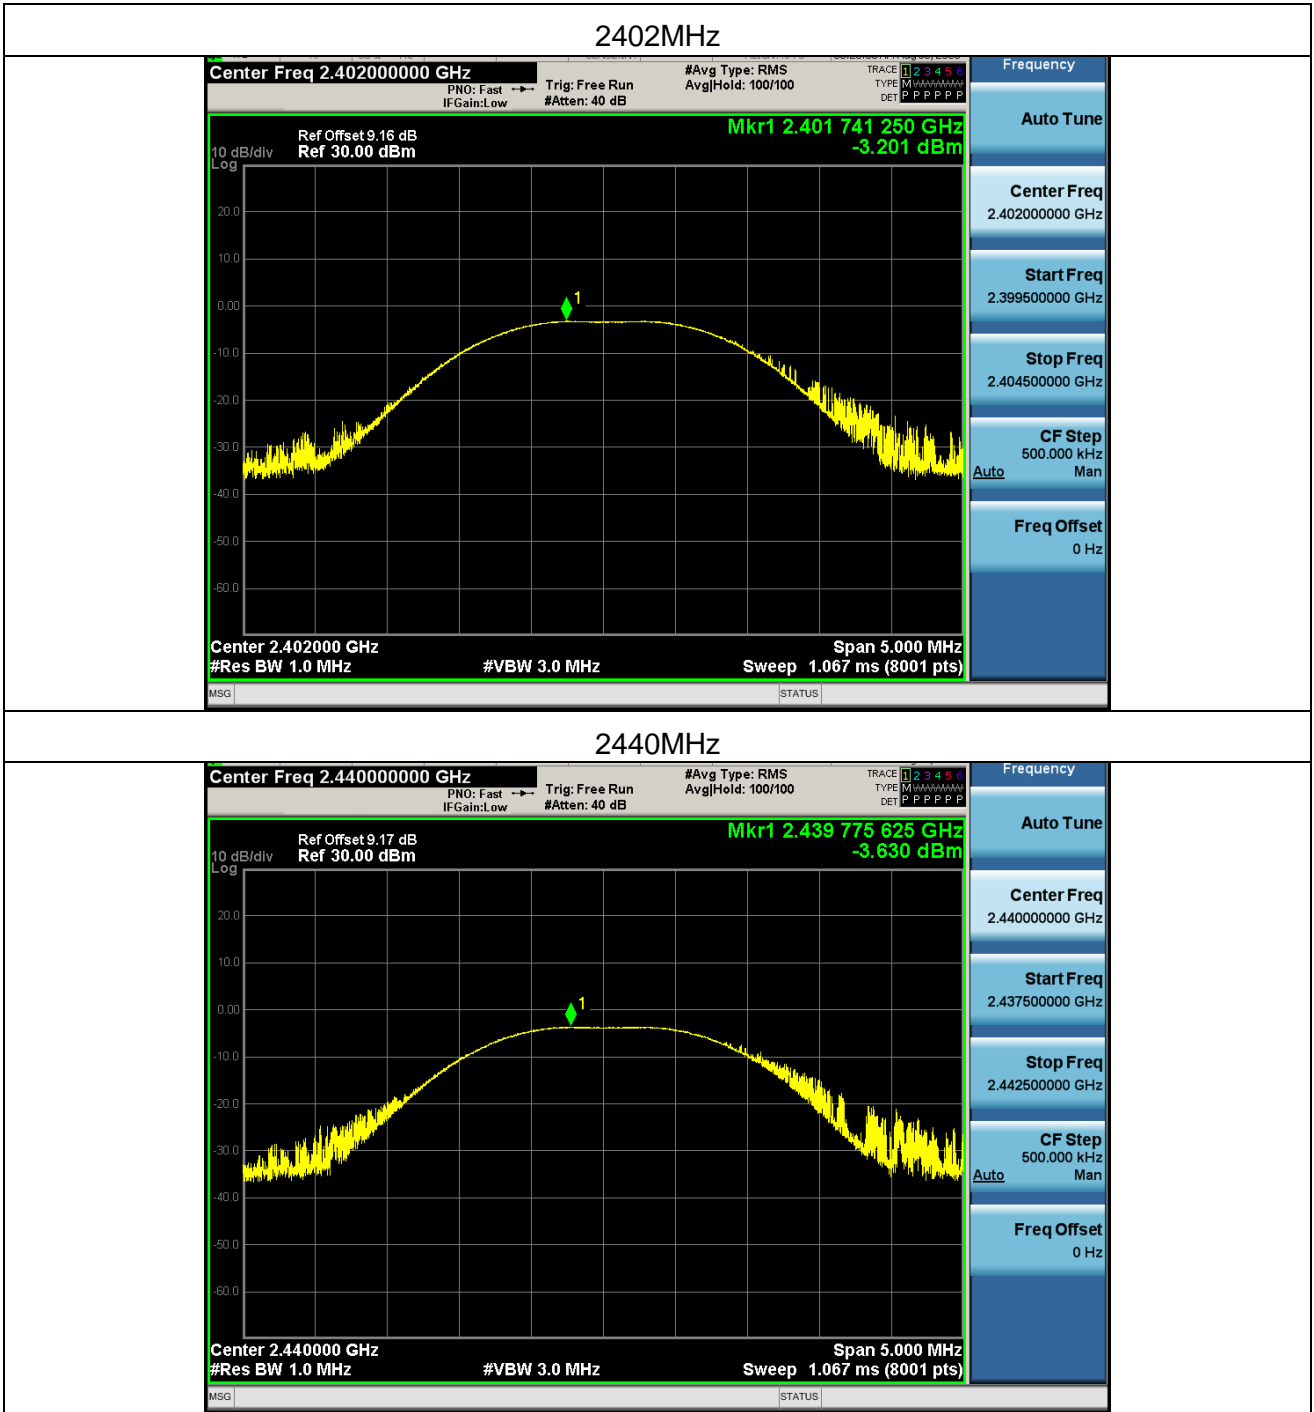 2402MHz
Center Freq 2.402000000 GHz
PNO: Fast
IFGain:Low
Trig: Free Run
#Atten: 40 dB
#Avg Type: RMS
Avg|Hold: 100/100
TRACE 1 2 3 4 5 6
TYPE M
DET P P P P P P
Frequency
Ref Offset 9.16 dB
10 dB/div Ref 30.00 dBm
Log
Mkr1 2.401 741 250 GHz
-3.201 dBm
20.0
10.0
0.00
-10.0
-20.0
-30.0
-40.0
-50.0
-60.0
1
Center 2.402000 GHz
Span 5.000 MHz
#Res BW 1.0 MHz
#VBW 3.0 MHz
Sweep 1.067 ms (8001 pts)
Auto Tune
Center Freq
2.402000000 GHz
Start Freq
2.399500000 GHz
Stop Freq
2.404500000 GHz
CF Step
500.000 kHz
Auto Man
Freq Offset
0 Hz
MSG
STATUS
2440MHz
Center Freq 2.440000000 GHz
PNO: Fast
IFGain:Low
Trig: Free Run
#Atten: 40 dB
#Avg Type: RMS
Avg|Hold: 100/100
TRACE 1 2 3 4 5 6
TYPE M
DET P P P P P P
Frequency
Ref Offset 9.17 dB
10 dB/div Ref 30.00 dBm
Log
Mkr1 2.439 775 625 GHz
-3.630 dBm
20.0
10.0
0.00
-10.0
-20.0
-30.0
-40.0
-50.0
-60.0
1
Center 2.440000 GHz
Span 5.000 MHz
#Res BW 1.0 MHz
#VBW 3.0 MHz
Sweep 1.067 ms (8001 pts)
Auto Tune
Center Freq
2.440000000 GHz
Start Freq
2.437500000 GHz
Stop Freq
2.442500000 GHz
CF Step
500.000 kHz
Auto Man
Freq Offset
0 Hz
MSG
STATUS